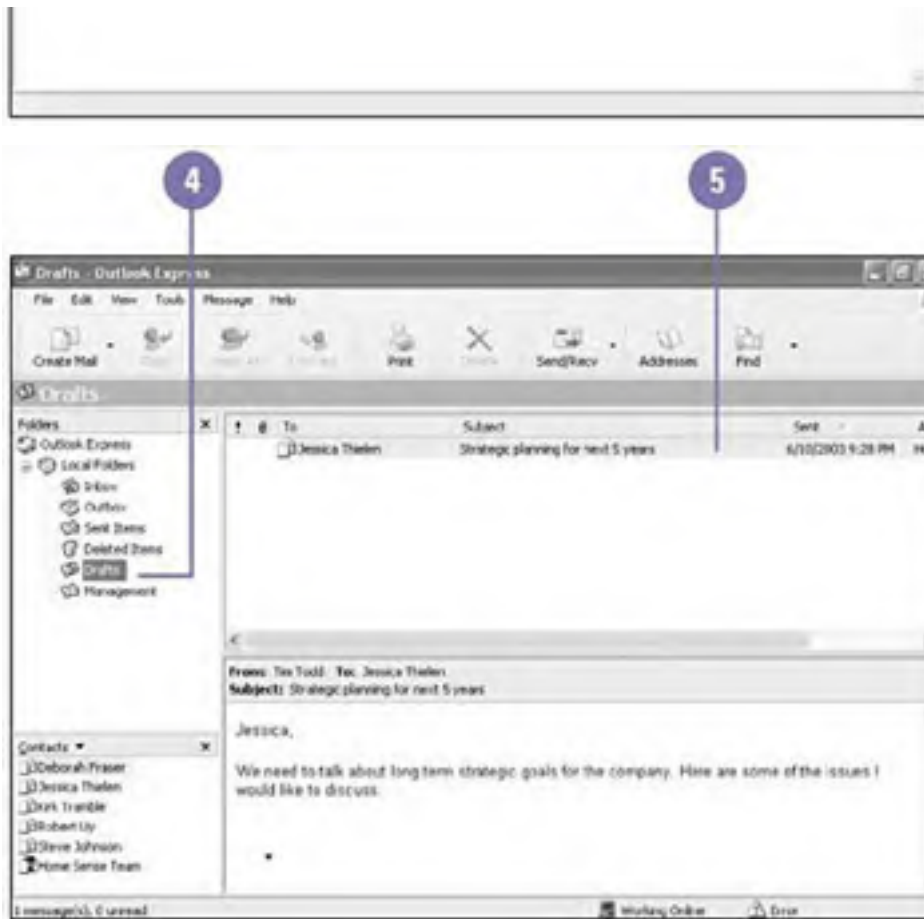 4
5
Drafts - Outlook Express
File Edit View Tools Message Help
Create Mail Print Send/Recv Addresses Find
Drafts
Folders
Outlook Express
Local Folders
Inbox
Outbox
Sent Items
Deleted Items
Drafts
Management
! To Subject Sent
Jessica Thielen Strategic planning for next 5 years 6/10/2003 9:28 PM
From: Tim Todd To: Jessica Thielen
Subject: Strategic planning for next 5 years
Jessica,
We need to talk about long term strategic goals for the company. Here are some of the issues I
would like to discuss.
Contacts
Deborah Fraser
Jessica Thielen
Kirk Tramble
Robert Uy
Steve Johnson
Home Sense Team
1 message(s), 0 unread Working Online Error